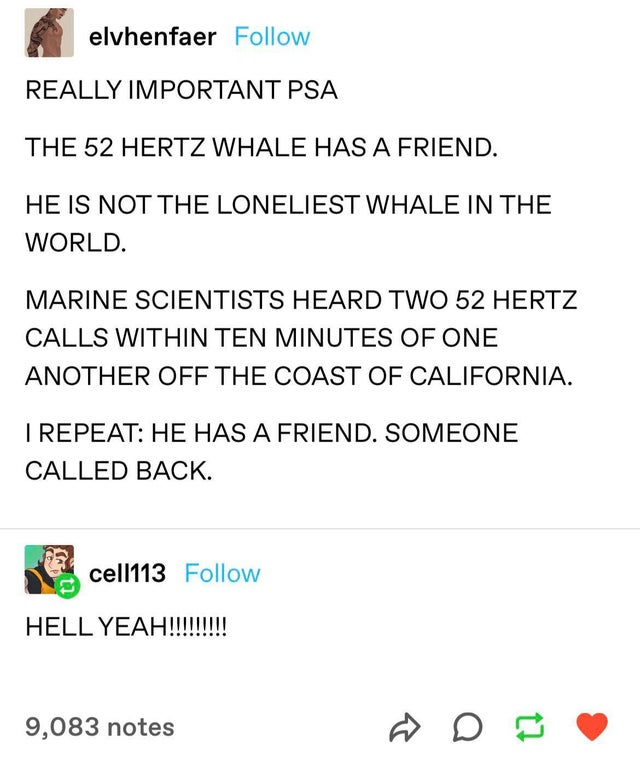 elvhenfaer Follow
REALLY IMPORTANT PSA
THE 52 HERTZ WHALE HAS A FRIEND.
HE IS NOT THE LONELIEST WHALE IN THE
WORLD.
MARINE SCIENTISTS HEARD TWO 52 HERTZ
CALLS WITHIN TEN MINUTES OF ONE
ANOTHER OFF THE COAST OF CALIFORNIA.
I REPEAT: HE HAS A FRIEND. SOMEONE
CALLED BACK.
cell113 Follow
HELL YEAH!!!!!!!!!
9,083 notes